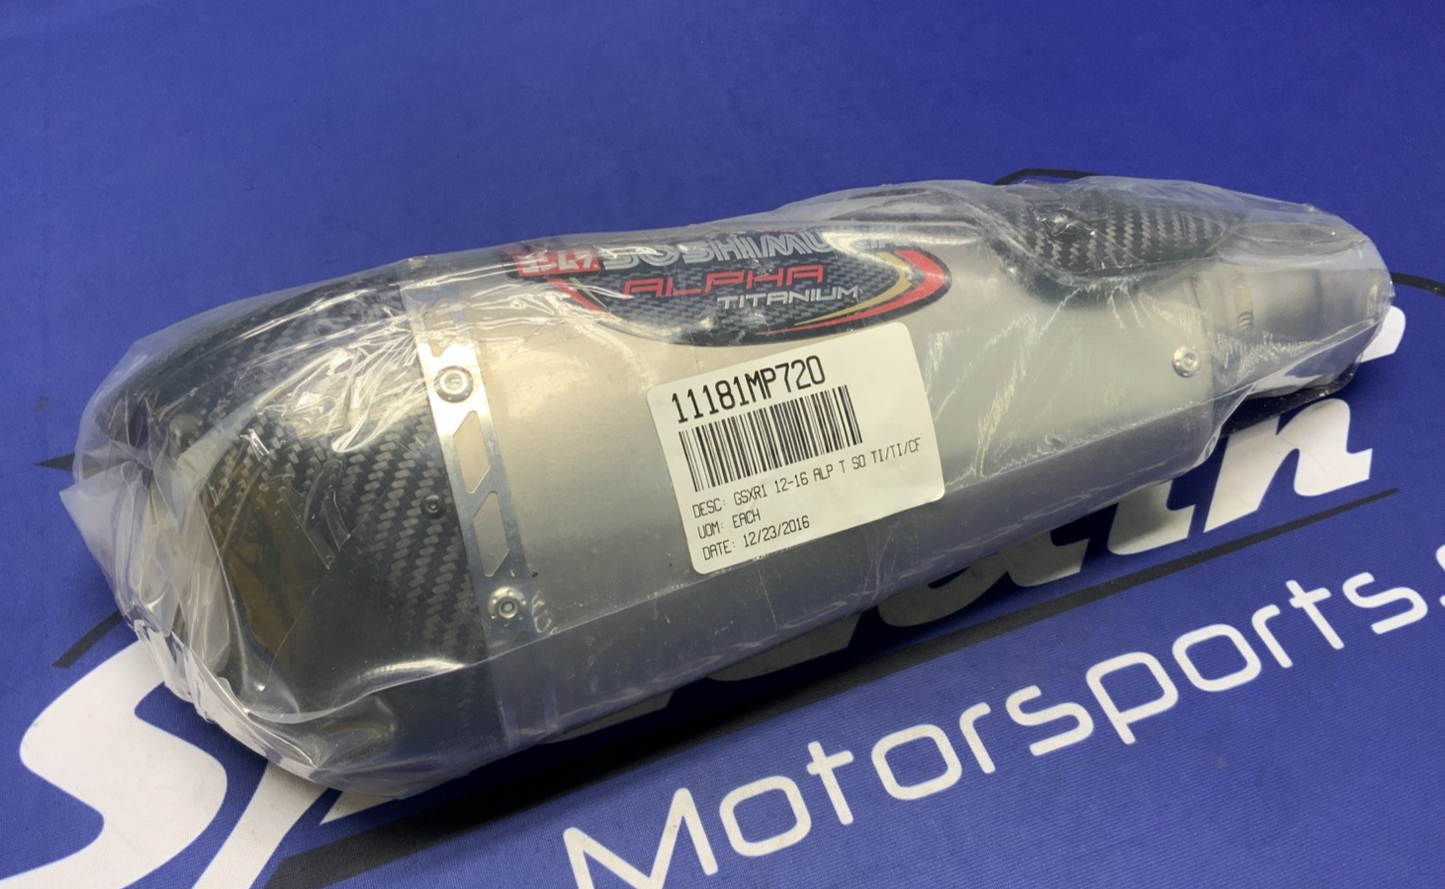 YOSHIMURA
ALPHA
TITANIUM
11181MP720
DESC: GSXR1 12-16 ALP T SO TI/TI/CF
UOM: EACH
DATE: 12/23/2016
Motorsports.